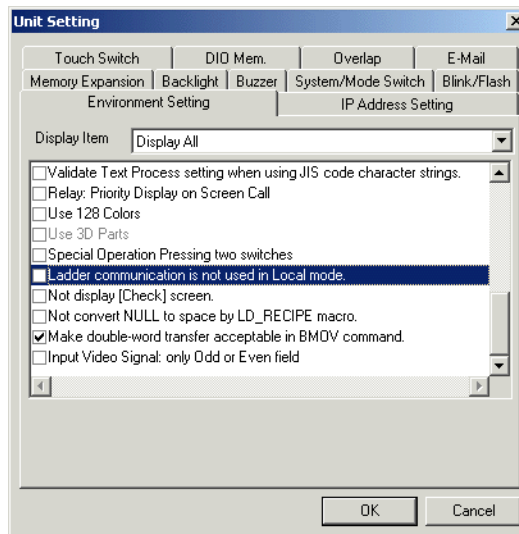 Unit Setting
Touch Switch DIO Mem. Overlap E-Mail
Memory Expansion Backlight Buzzer System/Mode Switch Blink/Flash
Environment Setting IP Address Setting
Display Item Display All
Validate Text Process setting when using JIS code character strings.
Relay: Priority Display on Screen Call
Use 128 Colors
Use 3D Parts
Special Operation Pressing two switches
Ladder communication is not used in Local mode.
Not display [Check] screen.
Not convert NULL to space by LD_RECIPE macro.
Make double-word transfer acceptable in BMOV command.
Input Video Signal: only Odd or Even field
OK Cancel